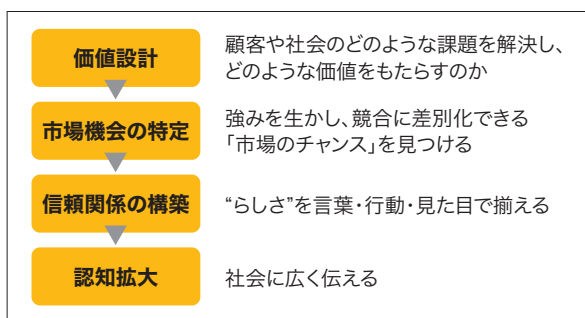 価値設計
顧客や社会のどのような課題を解決し、
どのような価値をもたらすのか
市場機会の特定
強みを生かし、競合に差別化できる
「市場のチャンス」を見つける
信頼関係の構築
“らしさ”を言葉・行動・見た目で揃える
認知拡大
社会に広く伝える